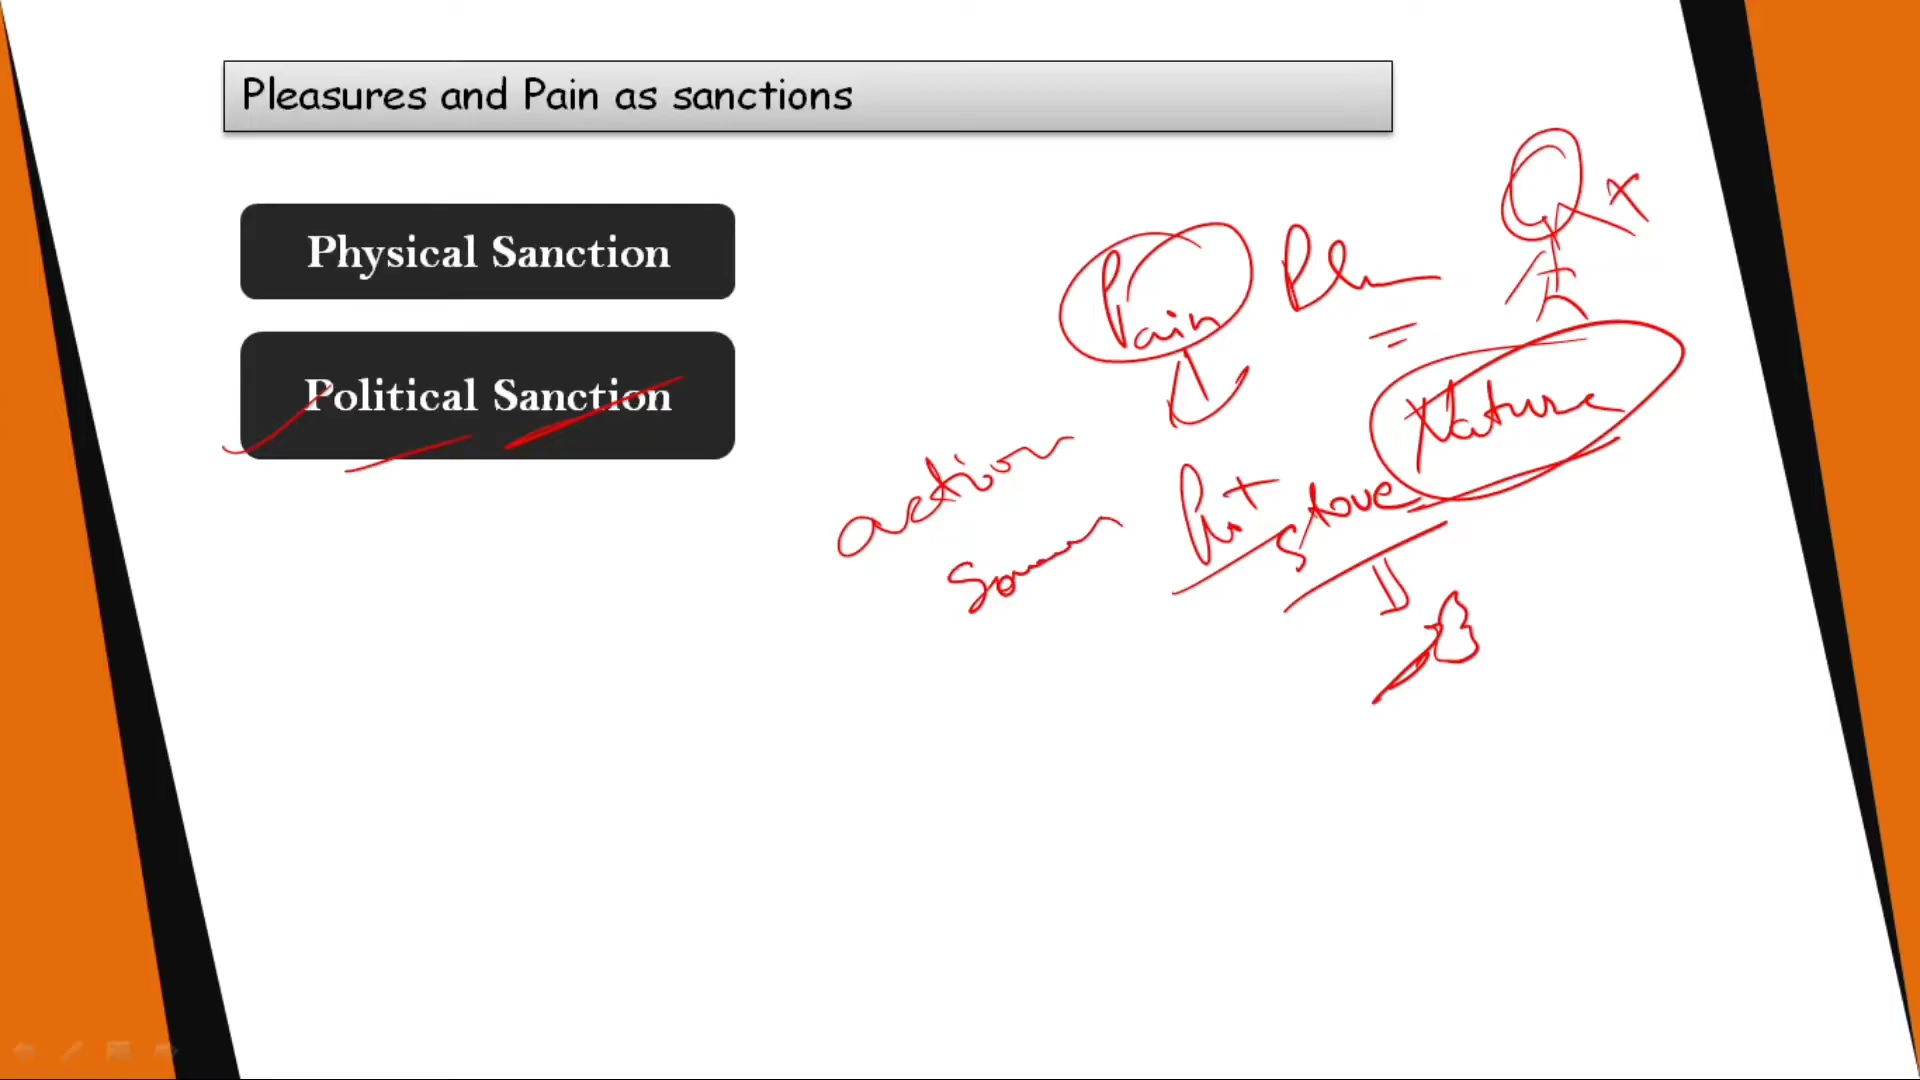 Pleasures and Pain as sanctions
Physical Sanction
Political Sanction
Pain
Nature
action
stove